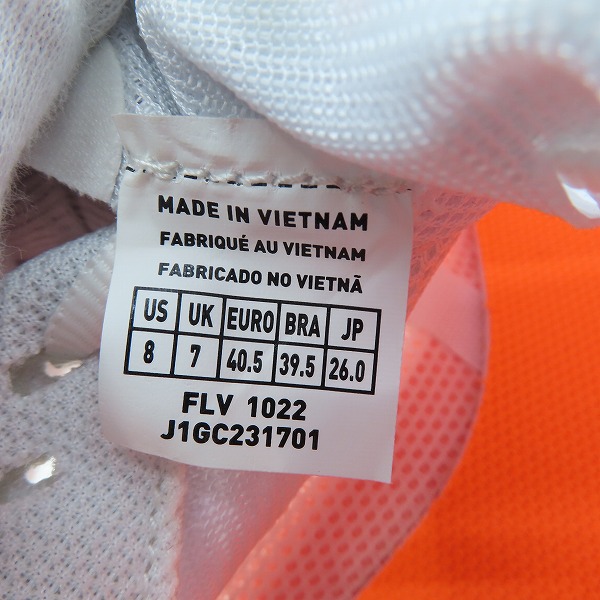 MADE IN VIETNAM
FABRIQUÉ AU VIETNAM
FABRICADO NO VIETNÃ
US UK EURO BRA JP
8 7 40.5 39.5 26.0
FLV 1022
J1GC231701